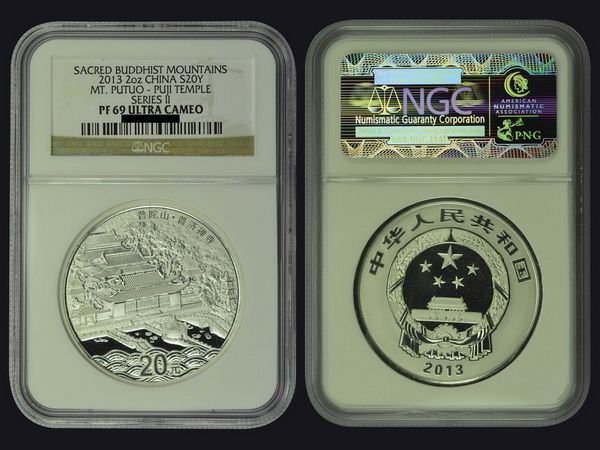 SACRED BUDDHIST MOUNTAINS
2013 2oz CHINA S20Y
MT. PUTUO - PUJI TEMPLE
SERIES II
PF 69 ULTRA CAMEO
NGC
普陀山·普济禅寺
20元
NGC
Numismatic Guaranty Corporation
AMERICAN
NUMISMATIC
ASSOCIATION
PNG
中华人民共和国
2013